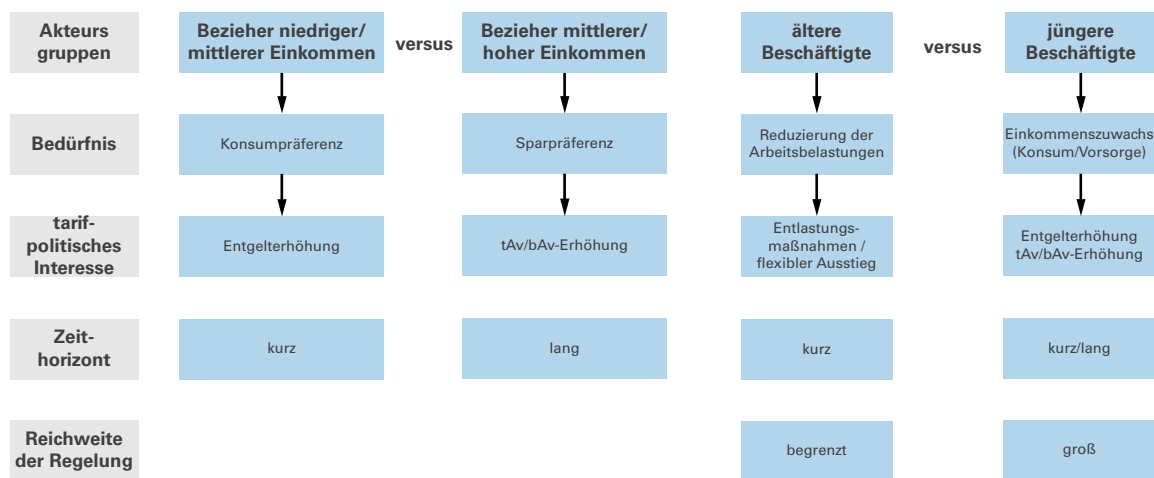 Akteurs
gruppen
Bezieher niedriger/
mittlerer Einkommen
versus
Bezieher mittlerer/
hoher Einkommen
ältere
Beschäftigte
versus
jüngere
Beschäftigte
Bedürfnis
Konsumpräferenz
Sparpräferenz
Reduzierung der
Arbeitsbelastungen
Einkommenszuwachs
(Konsum/Vorsorge)
tarif-
politisches
Interesse
Entgelterhöhung
tAv/bAv-Erhöhung
Entlastungs-
maßnahmen /
flexibler Ausstieg
Entgelterhöhung
tAv/bAv-Erhöhung
Zeit-
horizont
kurz
lang
kurz
kurz/lang
Reichweite
der Regelung
begrenzt
groß